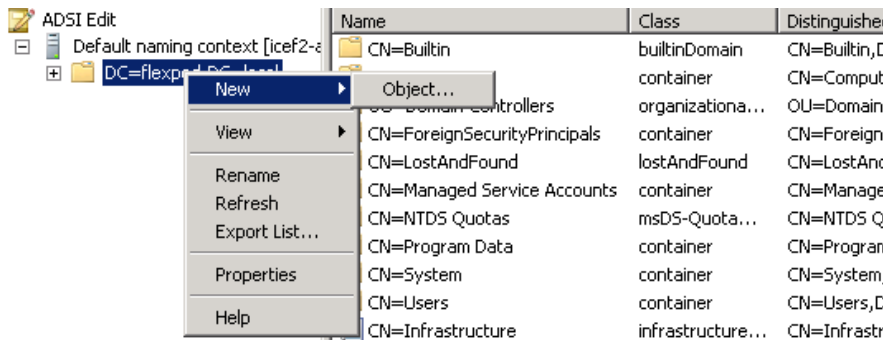 ADSI Edit
Default naming context [icef2-a
DC=flexpod,DC=local
New
Object...
View
Rename
Refresh
Export List...
Properties
Help
Name Class Distinguishe
CN=Builtin builtinDomain CN=Builtin,D
container CN=Comput
OU=Domain Controllers organizationa... OU=Domain
CN=ForeignSecurityPrincipals container CN=Foreign
CN=LostAndFound lostAndFound CN=LostAnd
CN=Managed Service Accounts container CN=Manage
CN=NTDS Quotas msDS-Quota... CN=NTDS Q
CN=Program Data container CN=Program
CN=System container CN=System,
CN=Users container CN=Users,D
CN=Infrastructure infrastructure... CN=Infrastr